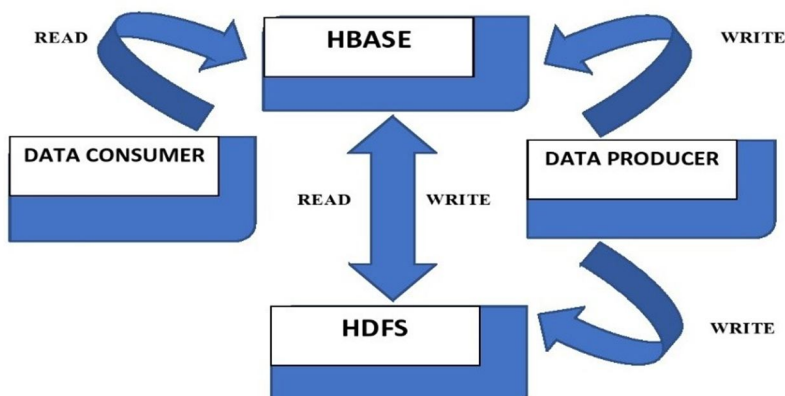 READ
HBASE
WRITE
DATA CONSUMER
DATA PRODUCER
READ
WRITE
HDFS
WRITE